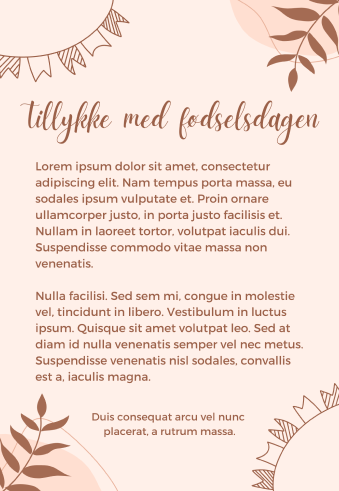 tillykke med fødselsdagen
Lorem ipsum dolor sit amet, consectetur
adipiscing elit. Nam tempus porta massa, eu
sodales ipsum vulputate et. Proin ornare
ullamcorper justo, in porta justo facilisis et.
Nullam in laoreet tortor, volutpat iaculis dui.
Suspendisse commodo vitae massa non
venenatis.
Nulla facilisi. Sed sem mi, congue in molestie
vel, tincidunt in libero. Vestibulum in luctus
ipsum. Quisque sit amet volutpat leo. Sed at
diam id nulla venenatis semper vel nec metus.
Suspendisse venenatis nisl sodales, convallis
est a, iaculis magna.
Duis consequat arcu vel nunc
placerat, a rutrum massa.